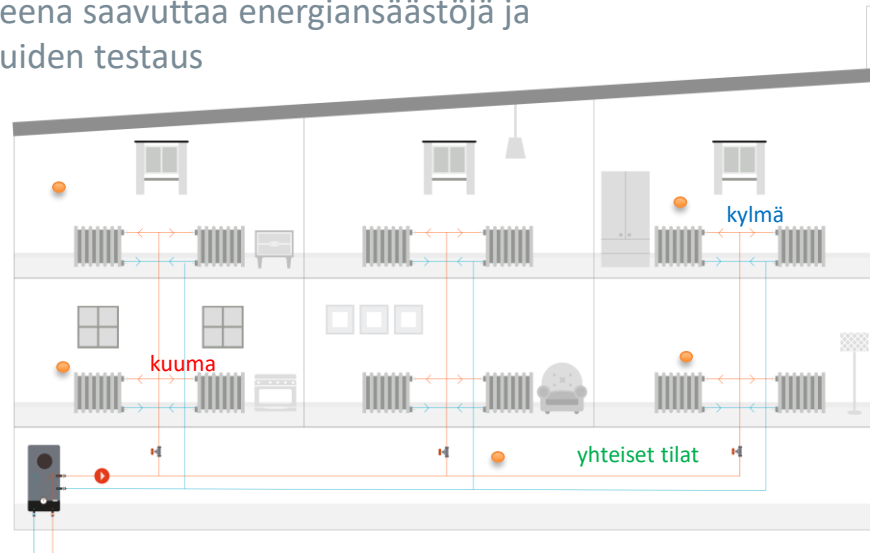 eena saavuttaa energiansäästöjä ja
uiden testaus
kylmä
kuuma
yhteiset tilat